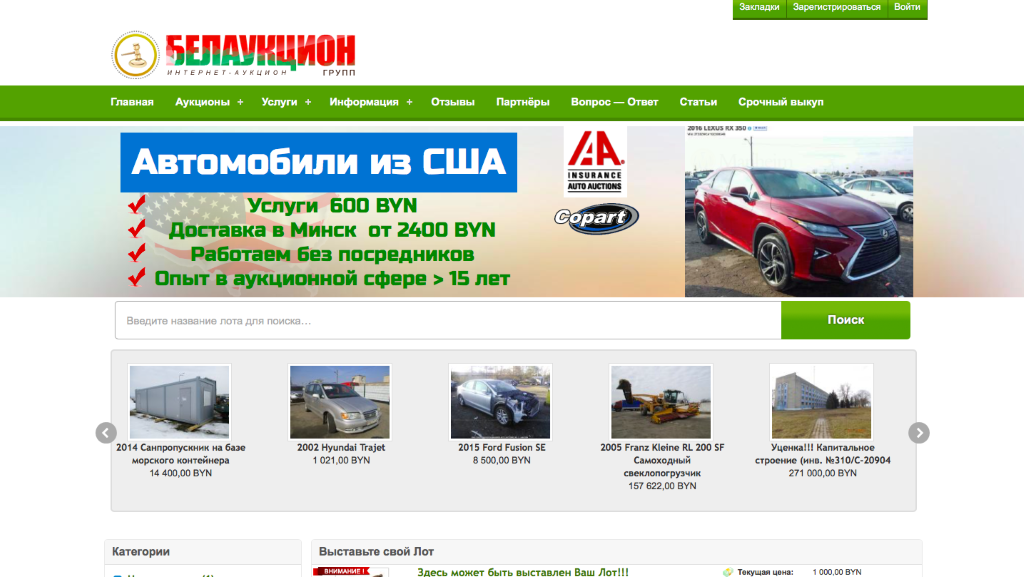 Закладки Зарегистрироваться Войти
БЕЛАУКЦИОН
ИНТЕРНЕТ-АУКЦИОН ГРУПП
Главная Аукционы + Услуги + Информация + Отзывы Партнёры Вопрос — Ответ Статьи Срочный выкуп
Автомобили из США
Услуги 600 BYN
Доставка в Минск от 2400 BYN
Работаем без посредников
Опыт в аукционной сфере > 15 лет
IAA
INSURANCE
AUTO AUCTIONS
Copart
2016 LEXUS RX 350
Введите название лота для поиска...
Поиск
2014 Санпропускник на базе
морского контейнера
14 400,00 BYN
2002 Hyundai Trajet
1 021,00 BYN
2015 Ford Fusion SE
8 500,00 BYN
2005 Franz Kleine RL 200 SF
Самоходный
свеклопогрузчик
157 622,00 BYN
Уценка!!! Капитальное
строение (инв. №310/C-20904
271 000,00 BYN
Категории
Выставьте свой Лот
ВНИМАНИЕ !
Здесь может быть выставлен Ваш Лот!!!
Текущая цена: 1 000,00 BYN